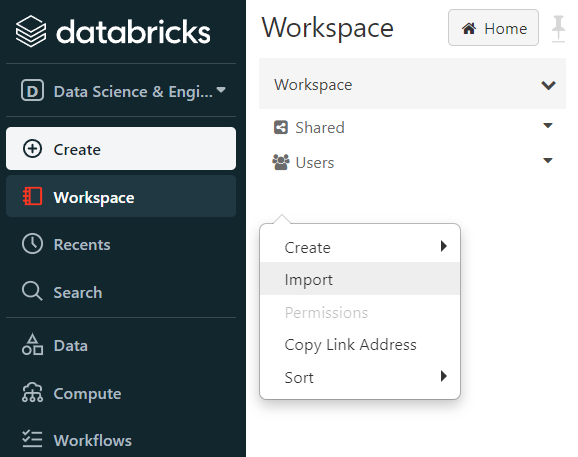 databricks
D Data Science & Engi...
Create
Workspace
Recents
Search
Data
Compute
Workflows
Workspace
Home
Workspace
Shared
Users
Create
Import
Permissions
Copy Link Address
Sort